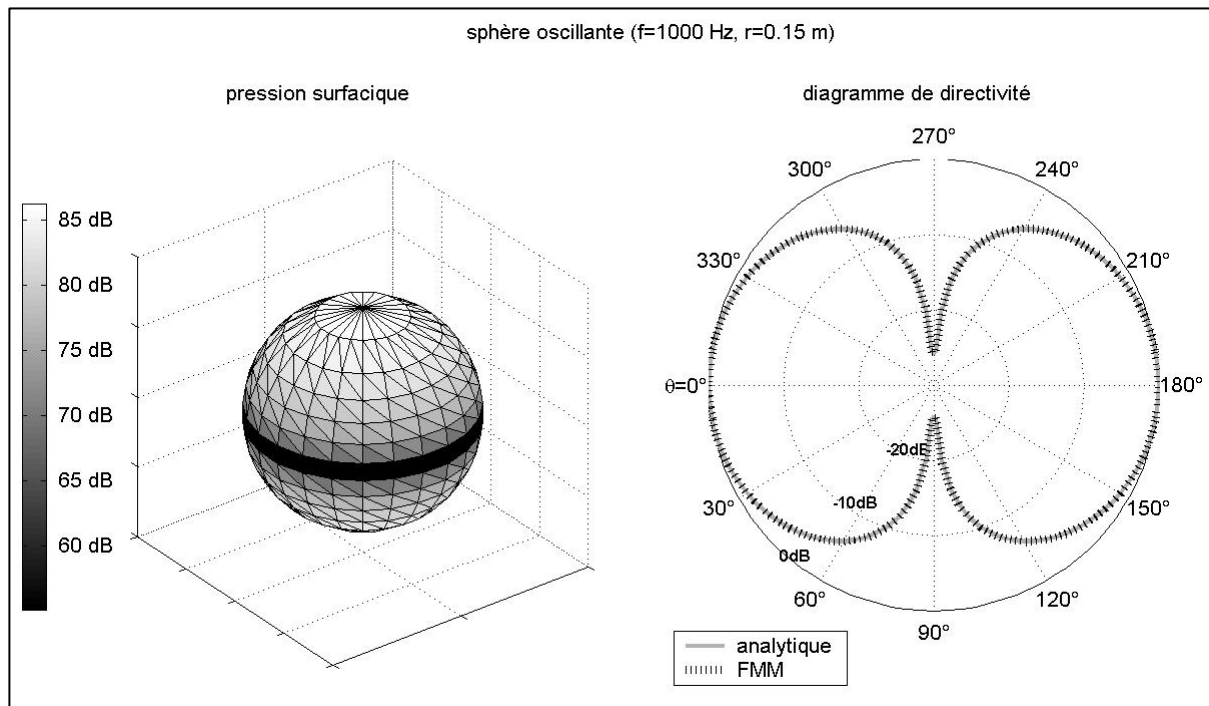 sphère oscillante (f=1000 Hz, r=0.15 m)
pression surfacique
85 dB
80 dB
75 dB
70 dB
65 dB
60 dB
diagramme de directivité
270°
300°
240°
330°
210°
θ=0°
180°
-20dB
30°
-10dB
150°
0dB
60°
120°
90°
analytique
FMM